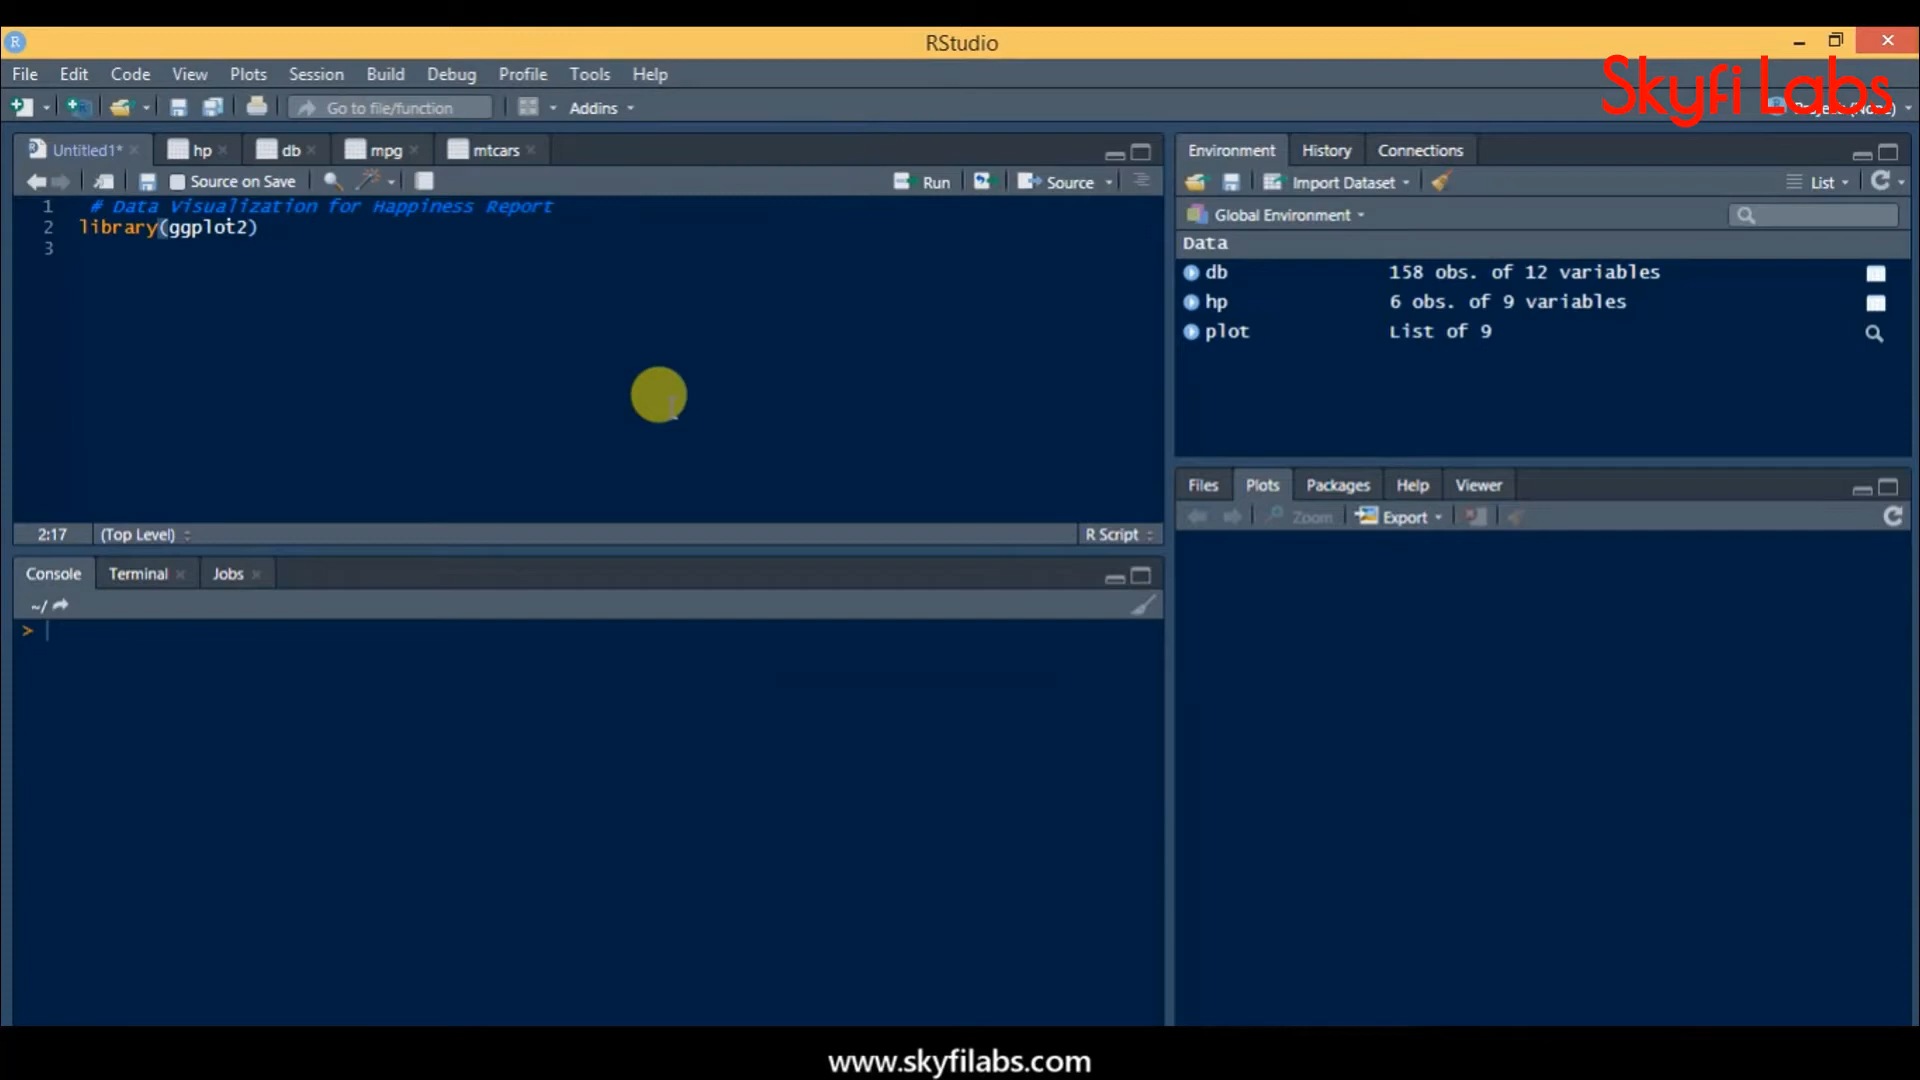 RStudio
File Edit Code View Plots Session Build Debug Profile Tools Help
Skyfi Labs
Go to file/function Addins Project: (None)
Untitled1* hp db mpg mtcars
Source on Save Run Source
1 # Data Visualization for Happiness Report
2 library(ggplot2)
3
2:17 (Top Level) R Script
Console Terminal Jobs
~/
>
Environment History Connections
Import Dataset List
Global Environment
Data
db 158 obs. of 12 variables
hp 6 obs. of 9 variables
plot List of 9
Files Plots Packages Help Viewer
Zoom Export
www.skyfilabs.com